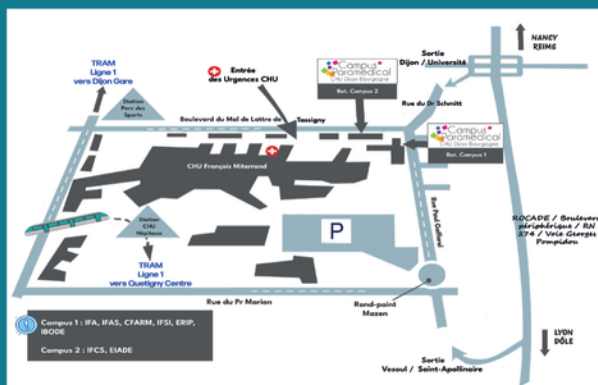 NANCY
REIMS
Sortie
Dijon / Université
TRAM
Ligne 1
vers Dijon Gare
Entrée
des Urgences CHU
Campus
Paramédical
CHU Dijon Bourgogne
Bat. Campus 2
Station
Parc des
Sports
Rue du Dr Schmitt
Boulevard du Mal de Lattre de Tassigny
Campus
Paramédical
CHU Dijon Bourgogne
Bat. Campus 1
CHU François Mitterrand
Rue Paul Gaffarel
Station
CHU
Hôpitaux
P
ROCADE / Boulevard
périphérique / RN
274 / Voie Georges
Pompidou
TRAM
Ligne 1
vers Quetigny Centre
Rue du Pr Marion
Rond-point
Mazen
Campus 1 : IFA, IFAS, CFARM, IFSI, ERIP,
IBODE
Campus 2 : IFCS, EIADE
LYON
DÔLE
Sortie
Vesoul / Saint-Apollinaire